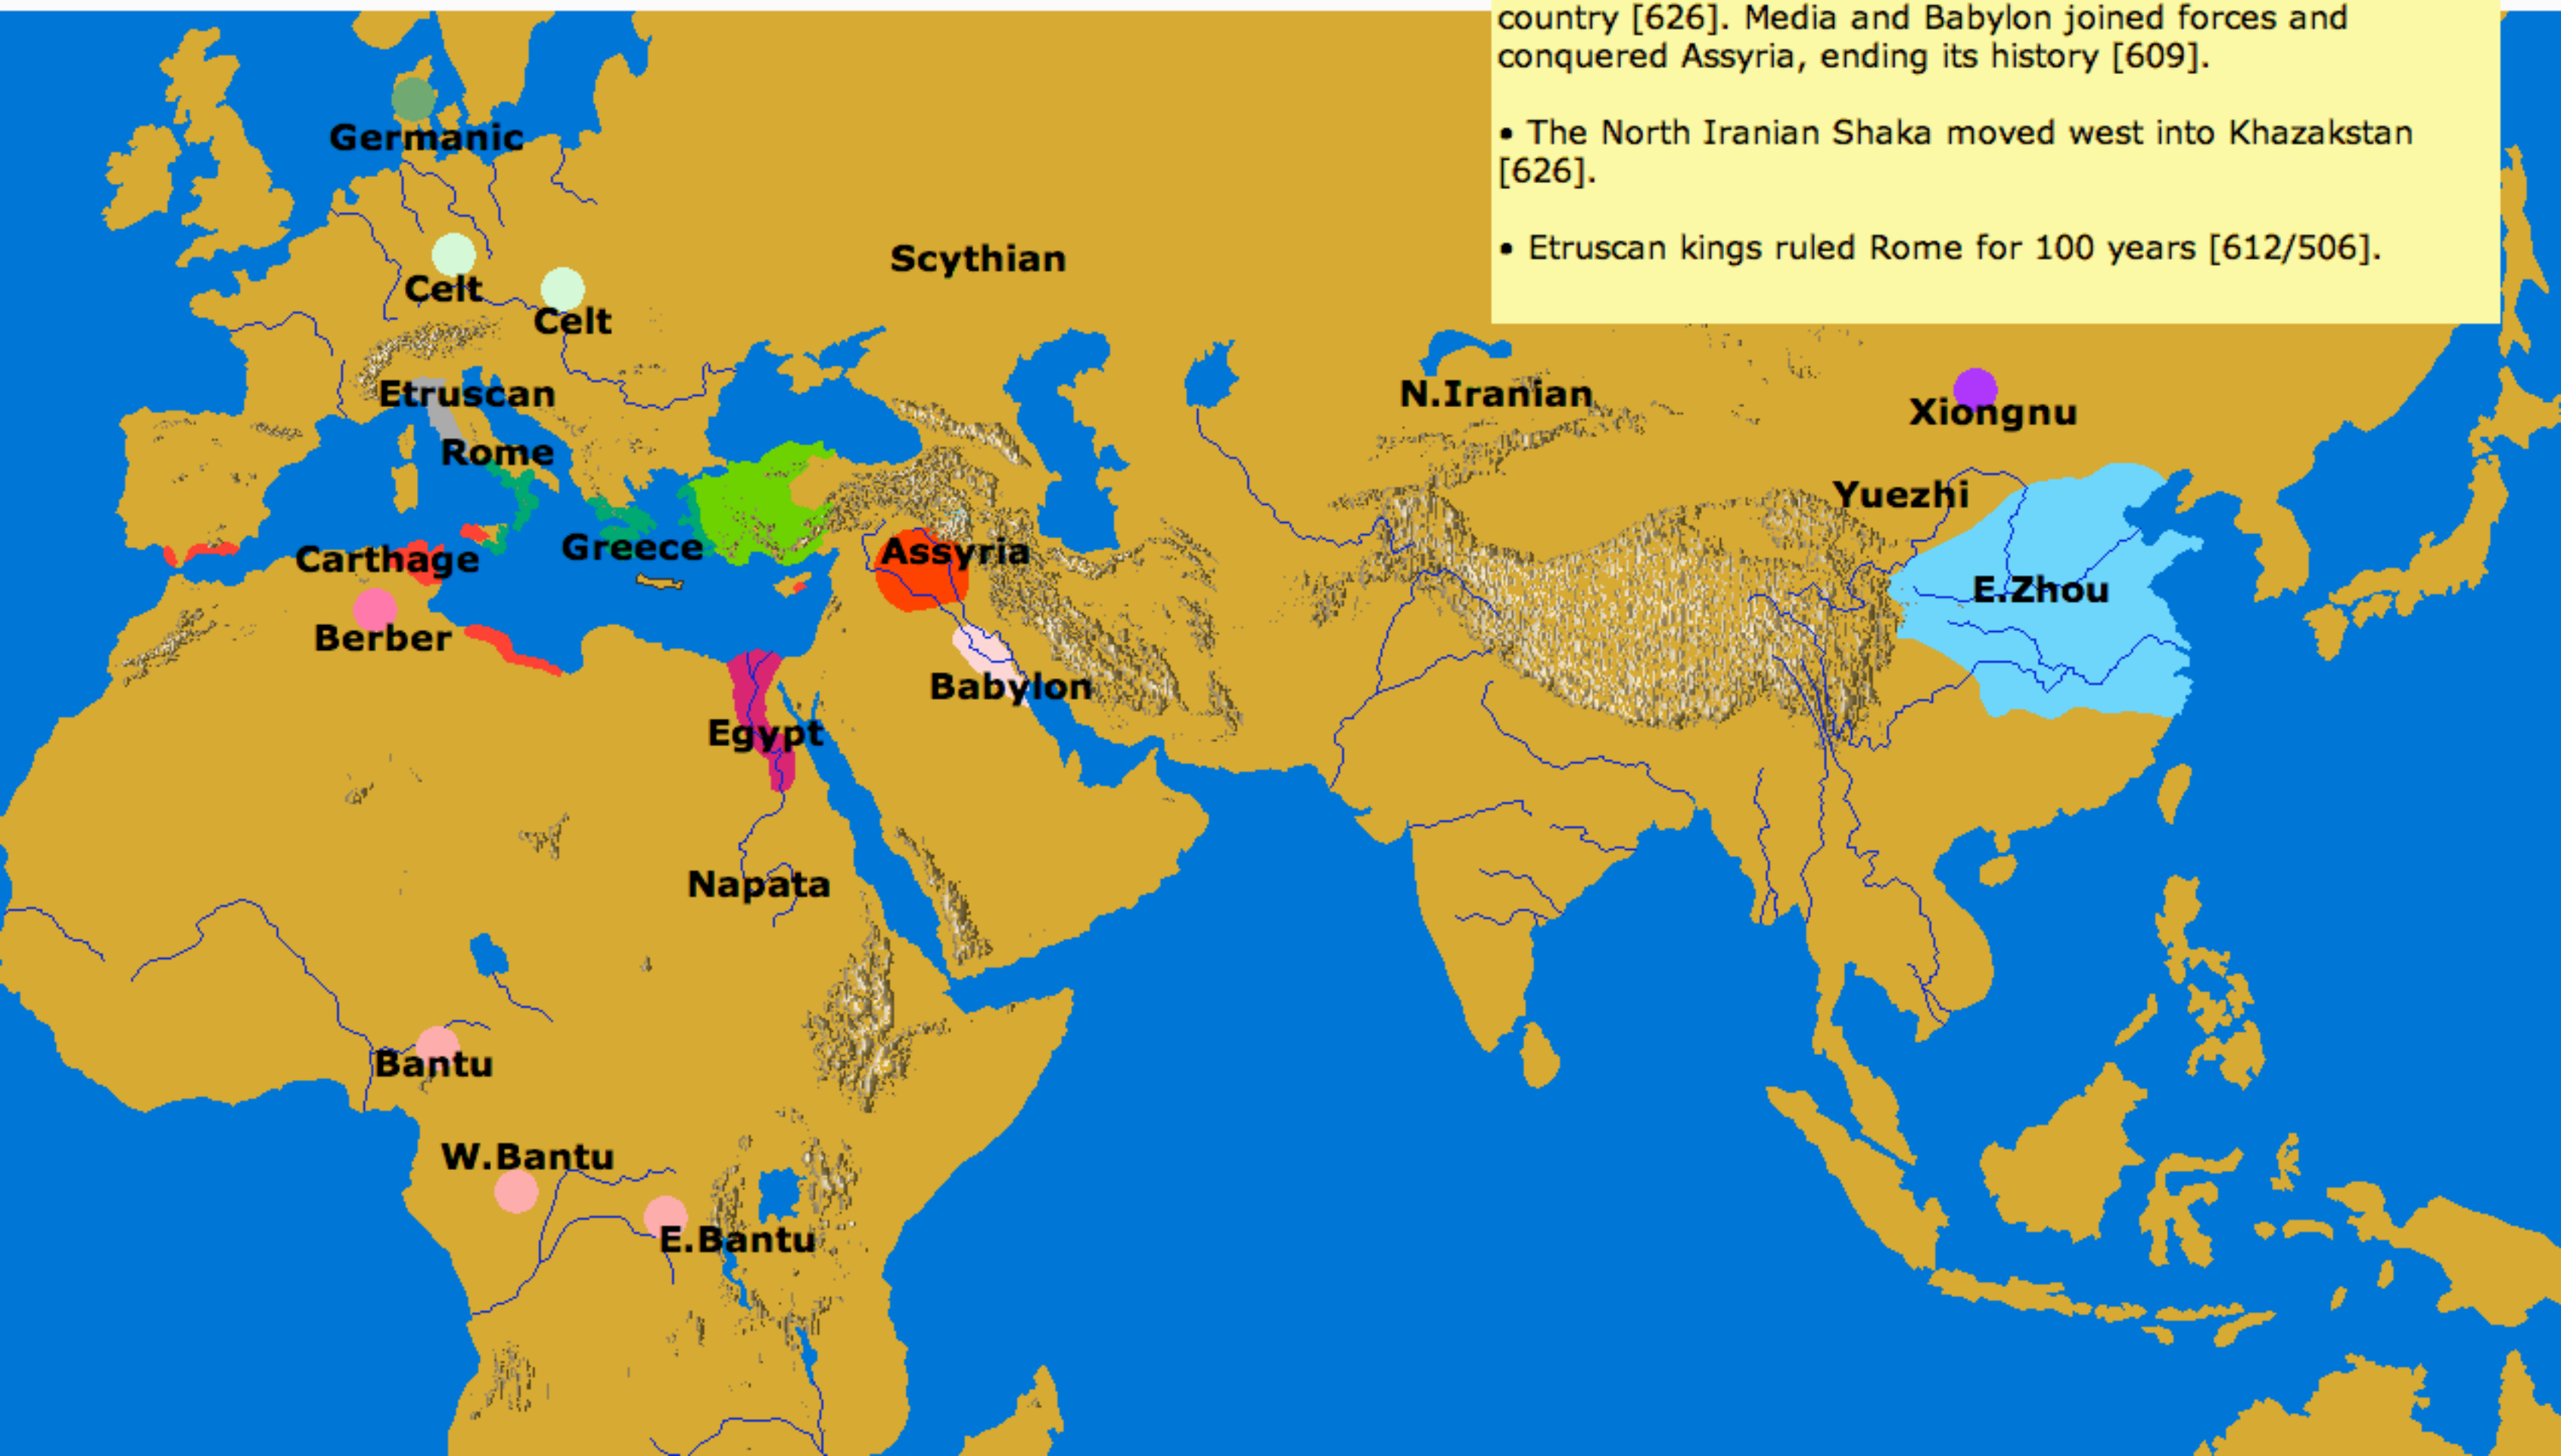 country [626]. Media and Babylon joined forces and
conquered Assyria, ending its history [609].
• The North Iranian Shaka moved west into Khazakstan
[626].
• Etruscan kings ruled Rome for 100 years [612/506].
Germanic
Scythian
Celt
Celt
Etruscan
N.Iranian
Xiongnu
Rome
Yuezhi
Carthage
Greece
Assyria
E.Zhou
Berber
Babylon
Egypt
Napata
Bantu
W.Bantu
E.Bantu